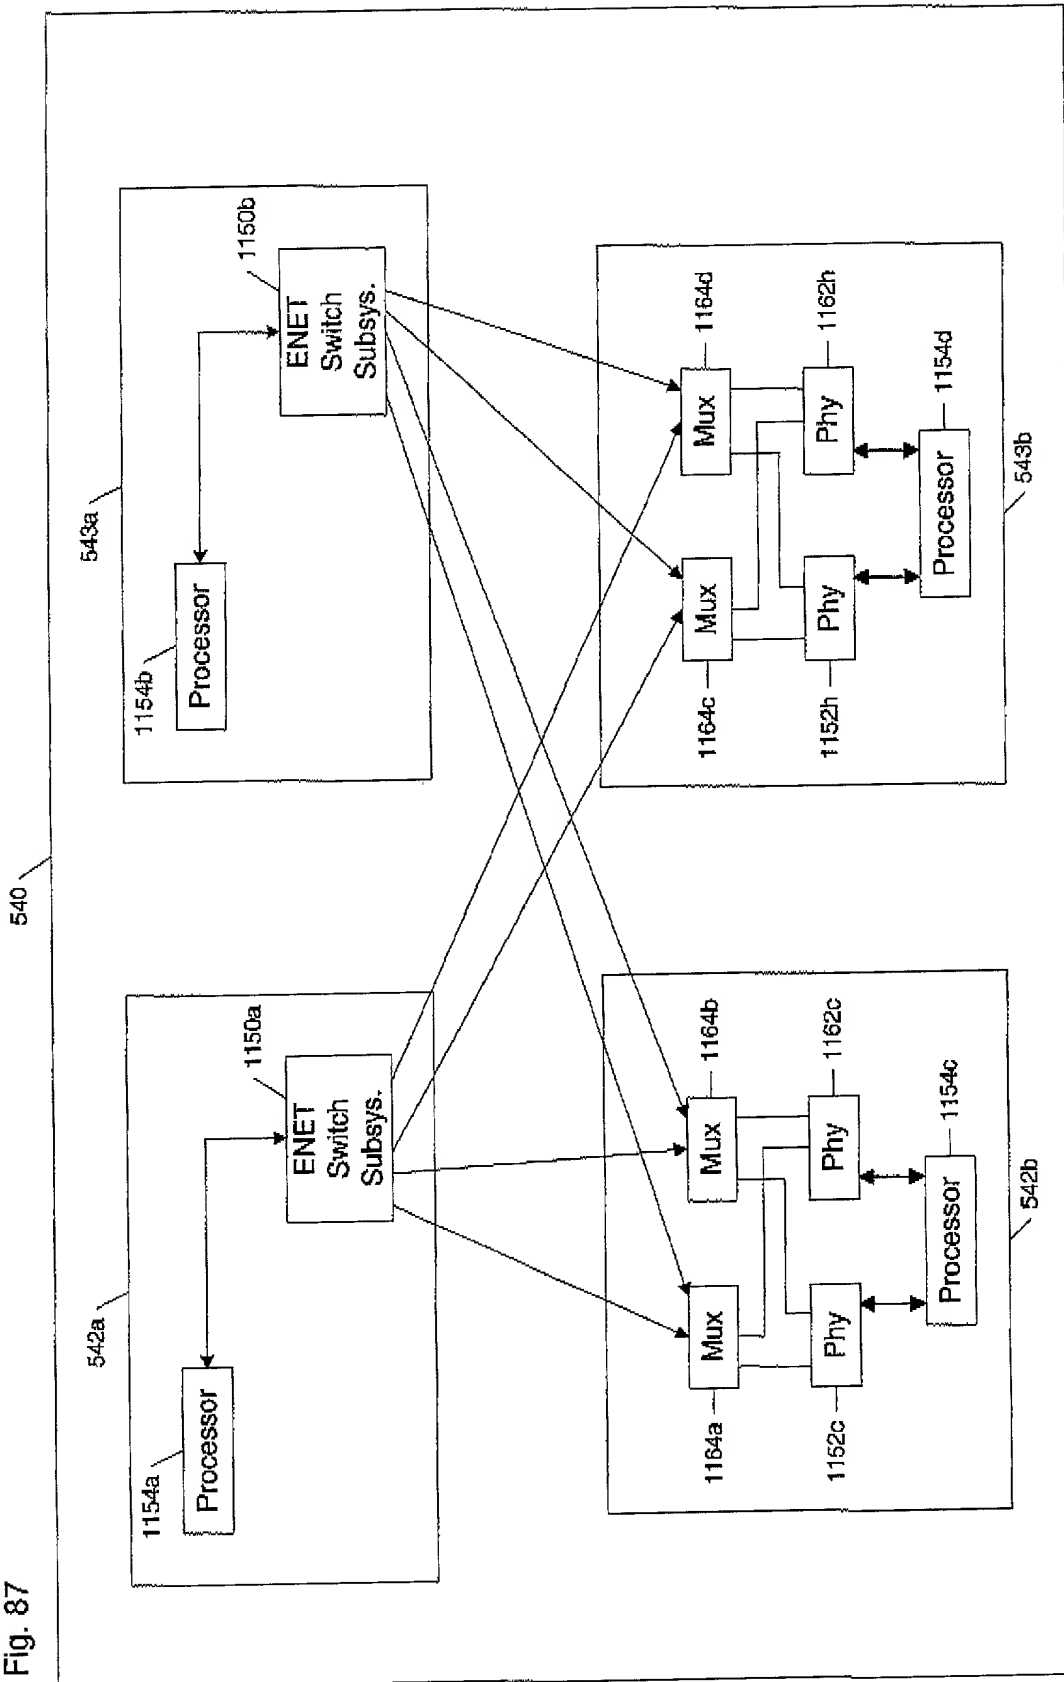 Fig. 87
540
542a
1154a
Processor
1150a
ENET
Switch
Subsys.
543a
1154b
Processor
1150b
ENET
Switch
Subsys.
1164a
Mux
Mux
1164b
1152c
Phy
Phy
1162c
Processor
1154c
542b
1164c
Mux
Mux
1164d
1152h
Phy
Phy
1162h
Processor
1154d
543b